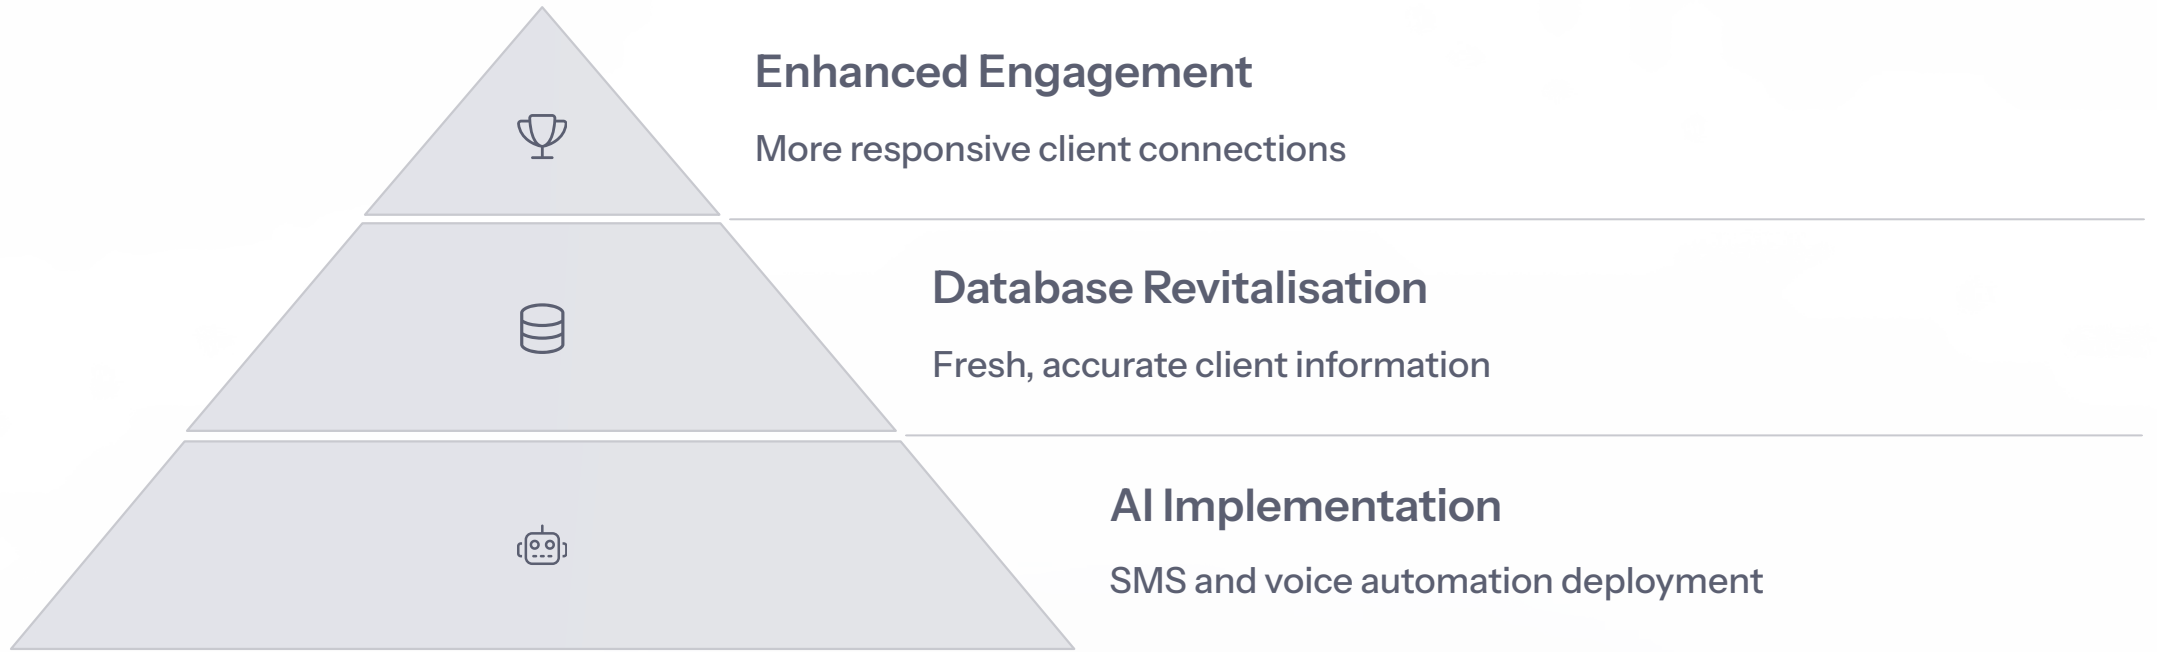 Enhanced Engagement
More responsive client connections
Database Revitalisation
Fresh, accurate client information
AI Implementation
SMS and voice automation deployment